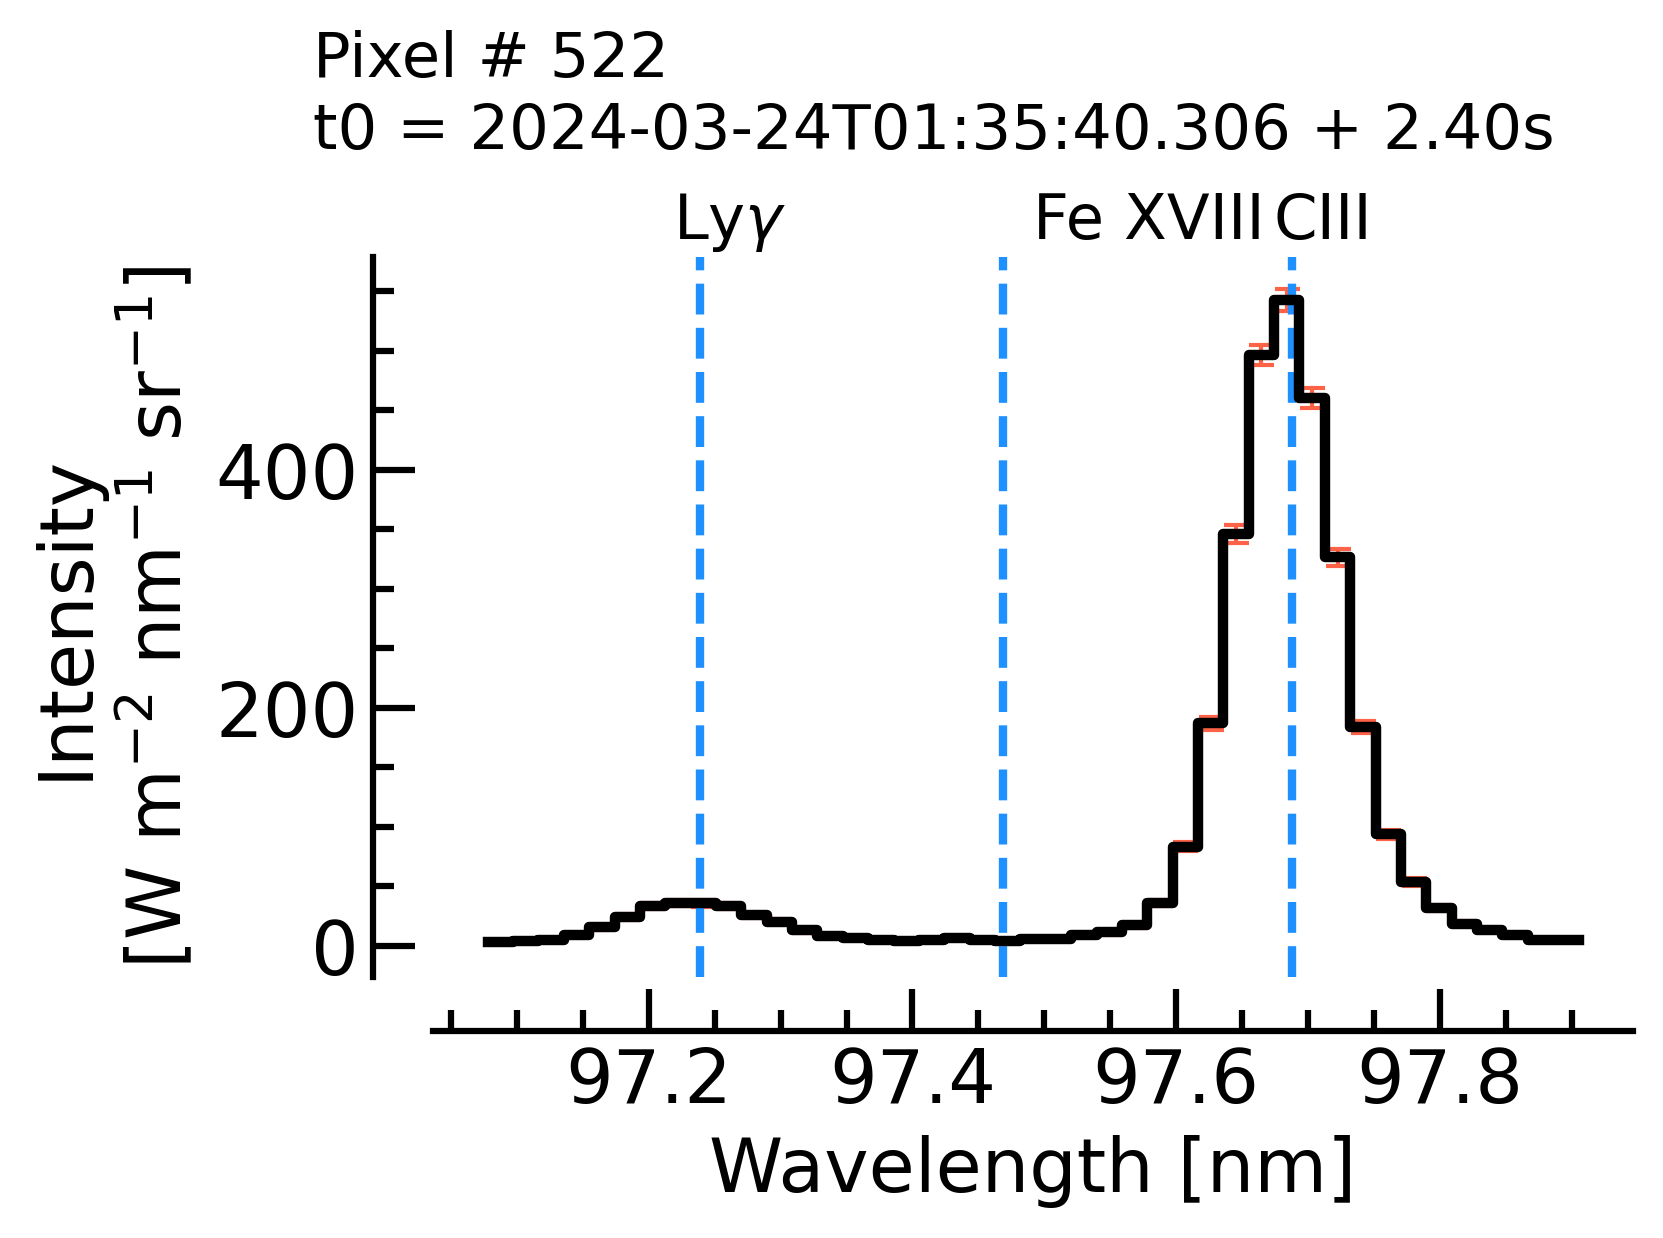 Pixel # 522
t0 = 2024-03-24T01:35:40.306 + 2.40s
Lyγ
Fe XVIII
CIII
Intensity
[W m⁻² nm⁻¹ sr⁻¹]
400
200
0
97.2
97.4
97.6
97.8
Wavelength [nm]